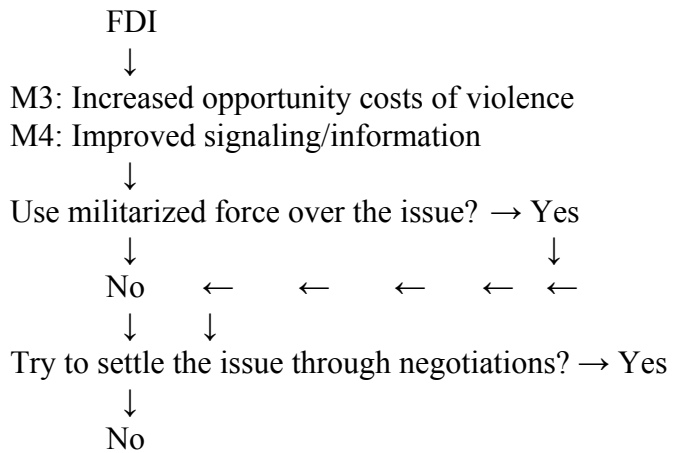 FDI
↓
M3: Increased opportunity costs of violence
M4: Improved signaling/information
↓
Use militarized force over the issue? → Yes
↓ ↓
No ← ← ← ← ←
↓ ↓
Try to settle the issue through negotiations? → Yes
↓
No